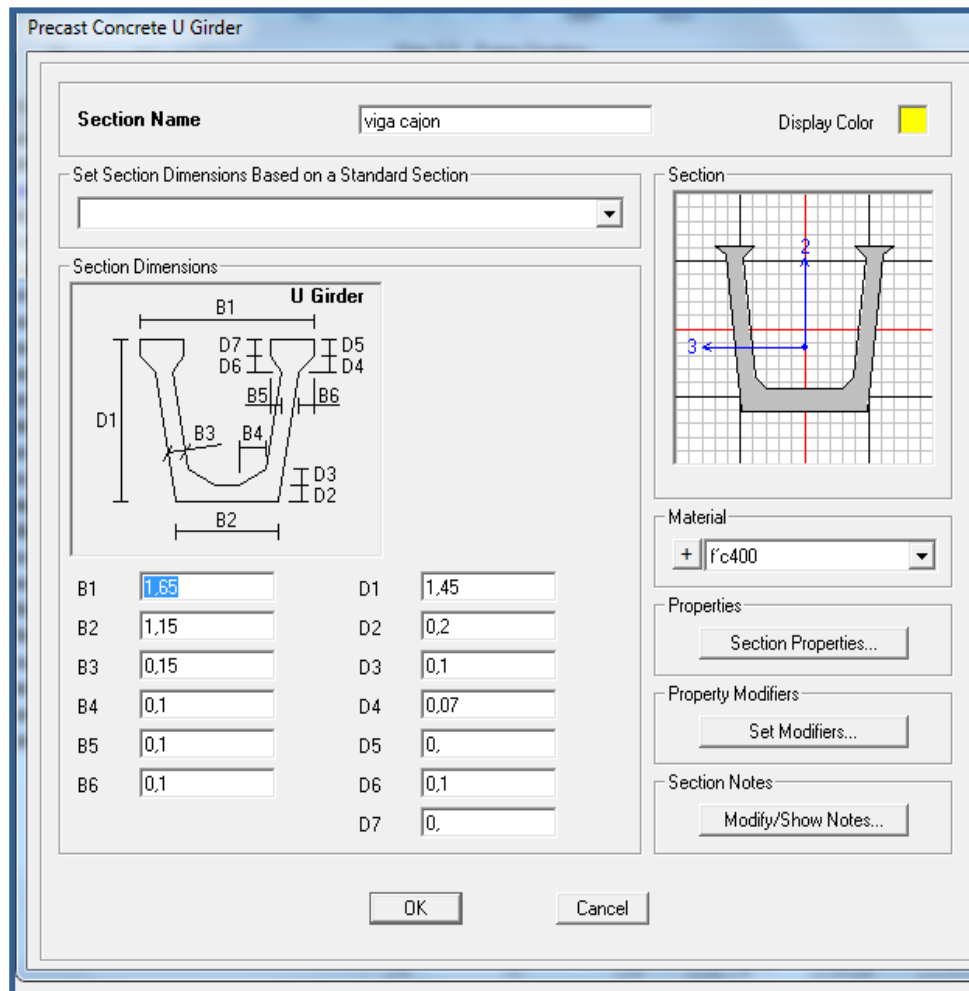 Precast Concrete U Girder
Section Name viga cajon Display Color
Set Section Dimensions Based on a Standard Section
Section
2
3
Section Dimensions
U Girder
B1
D7 D5
D6 D4
B5 B6
D1
B3 B4
D3
D2
B2
Material
+ f'c400
B1 1,65 D1 1,45
B2 1,15 D2 0,2
B3 0,15 D3 0,1
B4 0,1 D4 0,07
B5 0,1 D5 0,
B6 0,1 D6 0,1
D7 0,
Properties
Section Properties...
Property Modifiers
Set Modifiers...
Section Notes
Modify/Show Notes...
OK Cancel